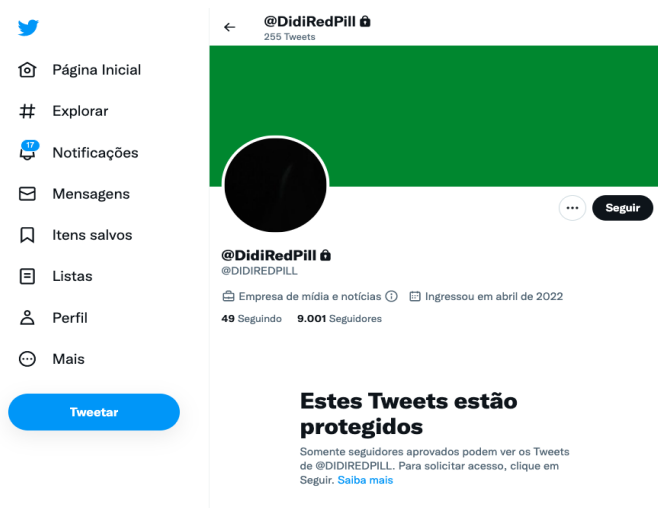 @DidiRedPill
255 Tweets
Página Inicial
Explorar
17
Notificações
Mensagens
Itens salvos
Listas
Perfil
Mais
Tweetar
Seguir
@DidiRedPill
@DIDIREDPILL
Empresa de mídia e notícias Ingressou em abril de 2022
49 Seguindo 9.001 Seguidores
Estes Tweets estão
protegidos
Somente seguidores aprovados podem ver os Tweets
de @DIDIREDPILL. Para solicitar acesso, clique em
Seguir. Saiba mais